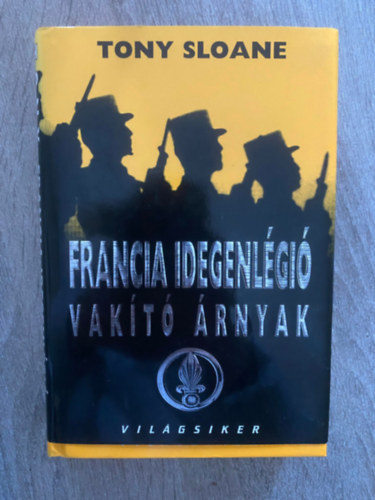 TONY SLOANE
FRANCIA IDEGENLÉGIÓ
VAKÍTÓ ÁRNYAK
VILÁGSIKER